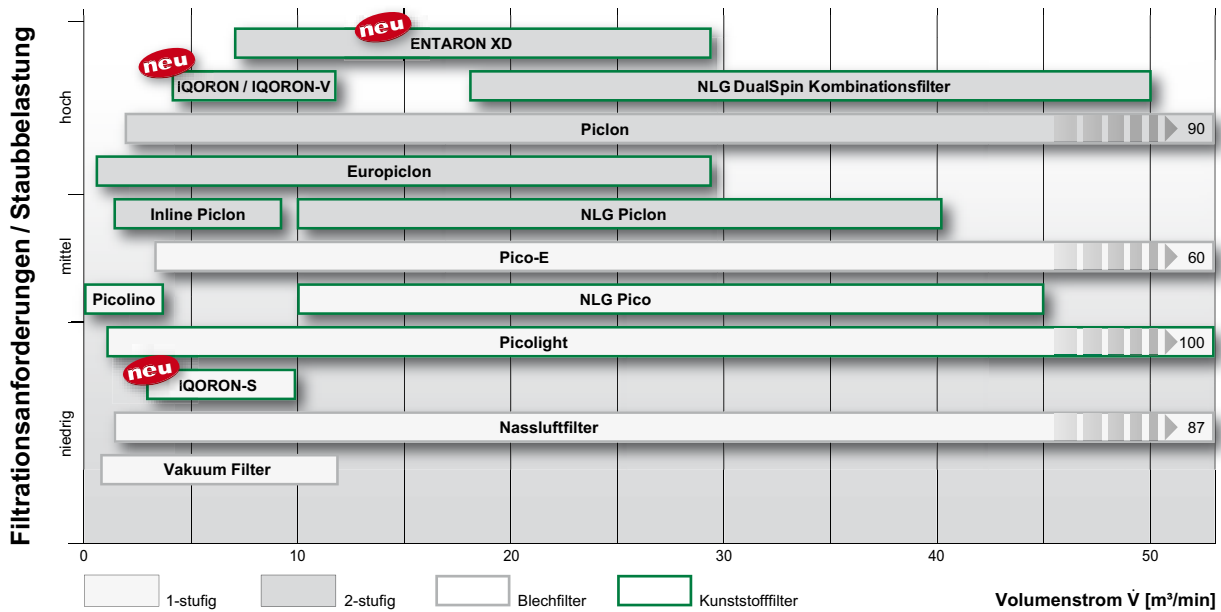 neu
ENTARON XD
neu
IQORON / IQORON-V
NLG DualSpin Kombinationsfilter
Piclon
90
Europiclon
Inline Piclon
NLG Piclon
Pico-E
60
Picolino
NLG Pico
Picolight
100
neu
IQORON-S
Nassluftfilter
87
Vakuum Filter
Filtrationsanforderungen / Staubbelastung
hoch
mittel
niedrig
0 10 20 30 40 50
1-stufig
2-stufig
Blechfilter
Kunststofffilter
Volumenstrom V̇ [m³/min]